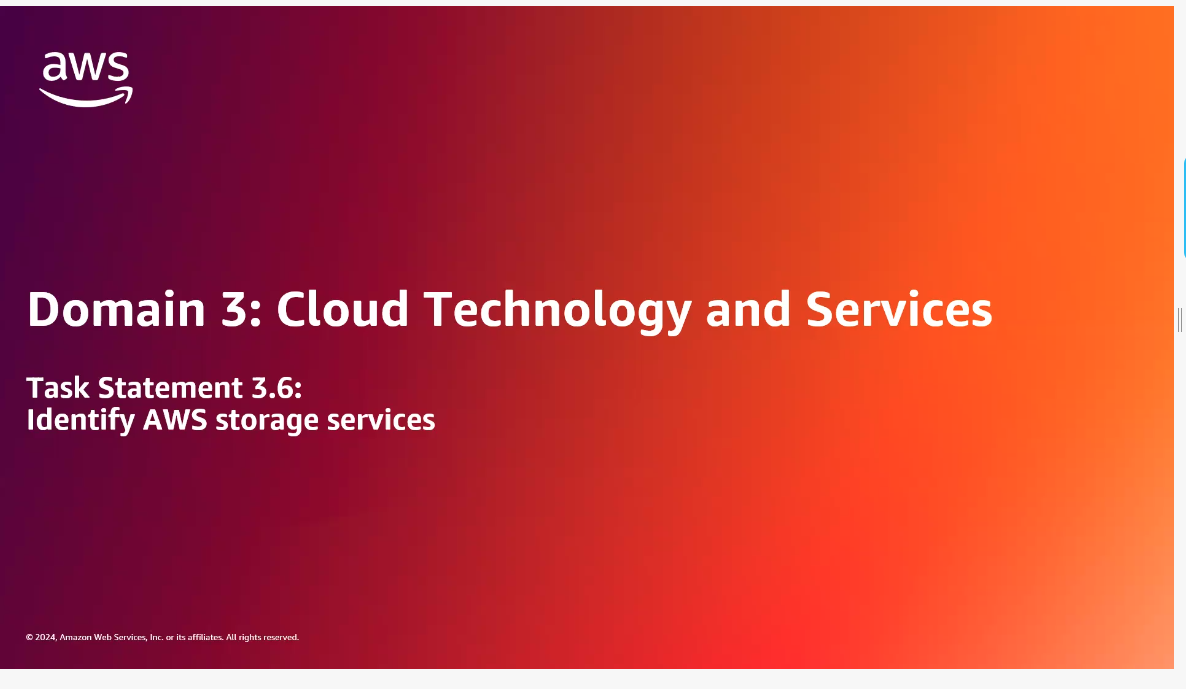 aws
Domain 3: Cloud Technology and Services
Task Statement 3.6:
Identify AWS storage services
© 2024, Amazon Web Services, Inc. or its affiliates. All rights reserved.